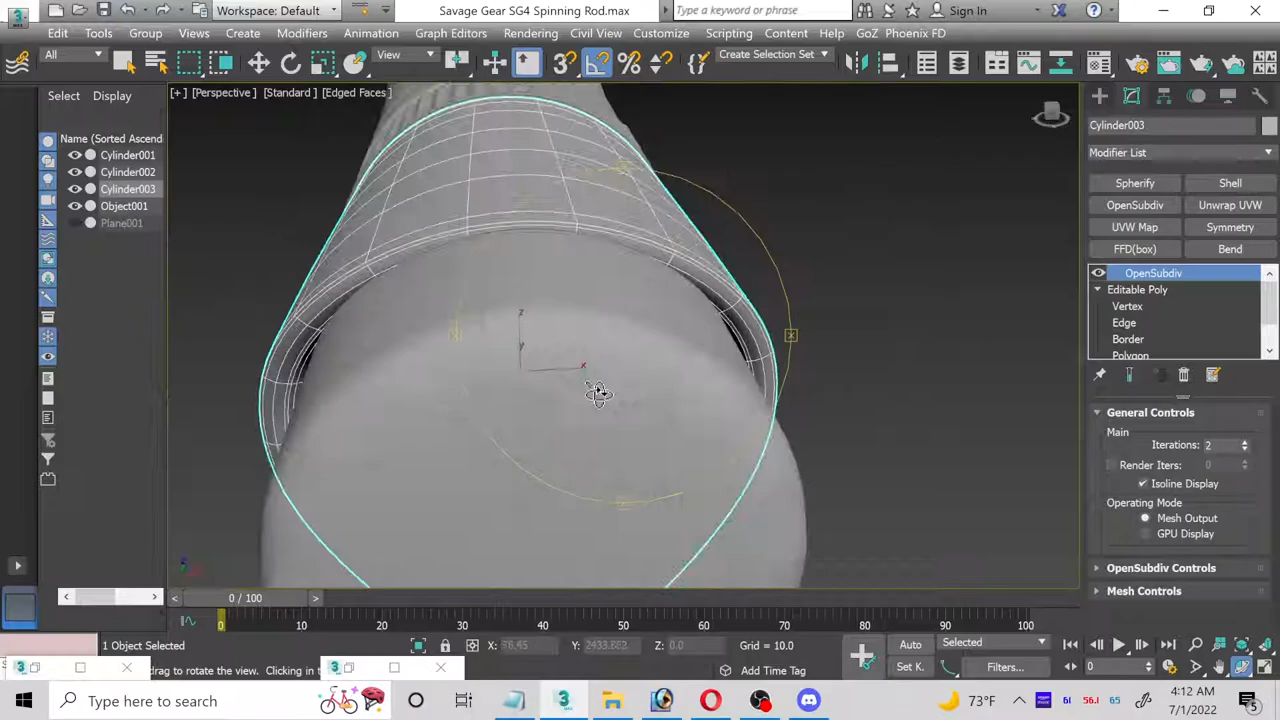 Workspace: Default
Savage Gear SG4 Spinning Rod.max
Type a keyword or phrase
Sign In
Edit Tools Group Views Create Modifiers Animation Graph Editors Rendering Civil View Customize Scripting Content Help GoZ Phoenix FD
All
View
Create Selection Set
Select Display
[+] [Perspective] [Standard] [Edged Faces]
Name (Sorted Ascend
Cylinder001
Cylinder002
Cylinder003
Object001
Plane001
Cylinder003
Modifier List
Spherify Shell
OpenSubdiv Unwrap UVW
UVW Map Symmetry
FFD(box) Bend
OpenSubdiv
Editable Poly
Vertex
Edge
Border
Polygon
General Controls
Main
Iterations: 2
Render Iters: 0
Isoline Display
Operating Mode
Mesh Output
GPU Display
OpenSubdiv Controls
Mesh Controls
z
y
x
0 / 100
0 10 20 30 40 50 60 70 80 90 100
1 Object Selected
X: Y: 2433.882 Z: 0.0 Grid = 10.0
Auto Selected
drag to rotate the view. Clicking in t
Add Time Tag
Set K. Filters...
0
Type here to search
73°F
4:12 AM
7/1/2022
5